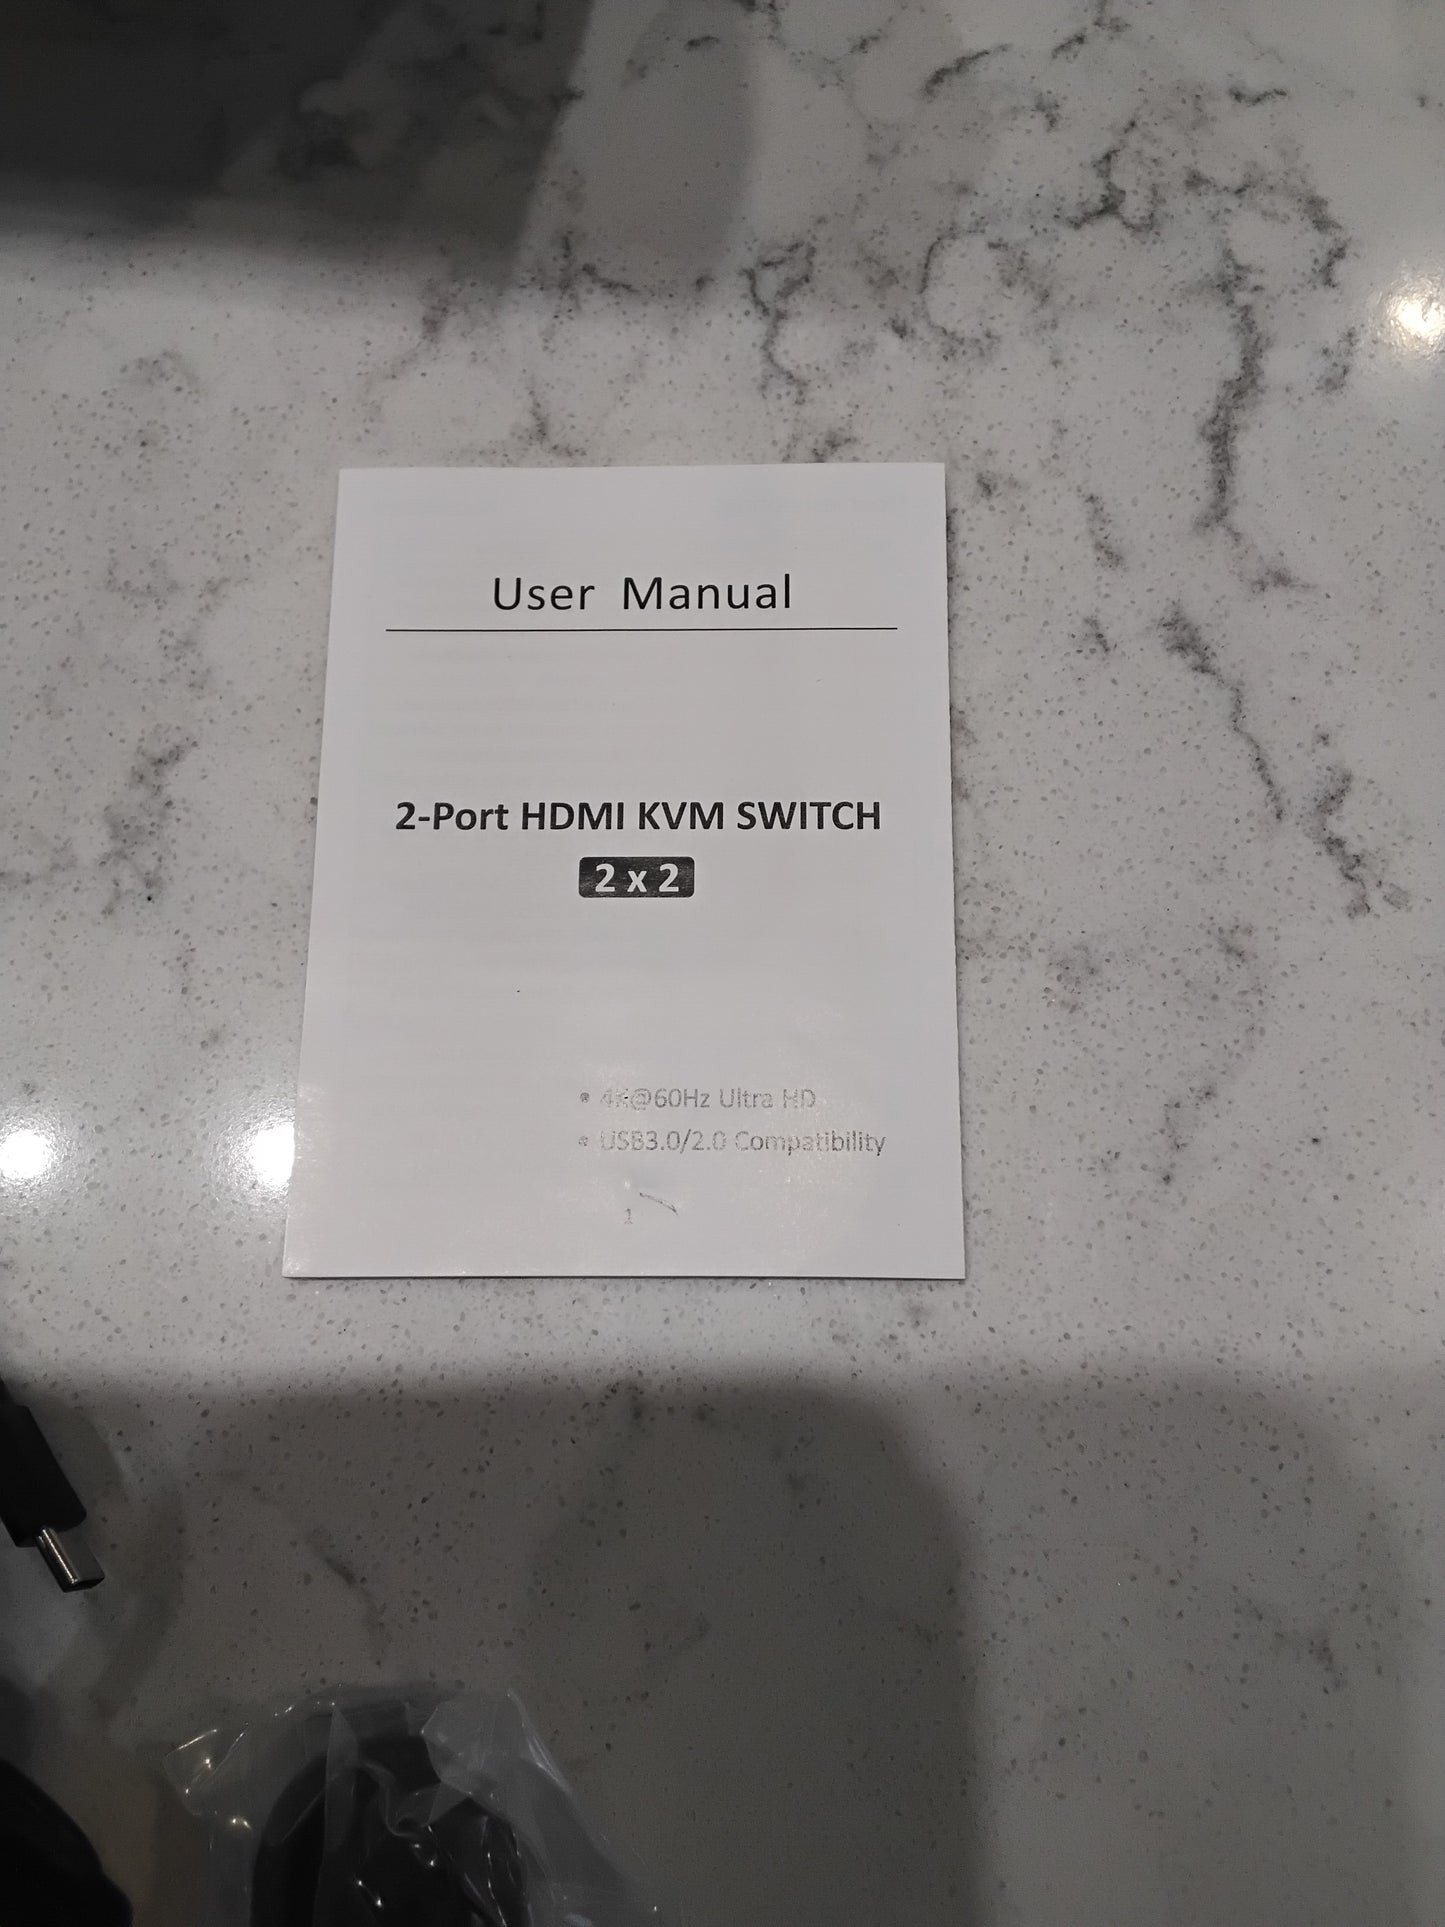 User Manual
2-Port HDMI KVM SWITCH
2 x 2
• 4K@60Hz Ultra HD
• USB3.0/2.0 Compatibility
1